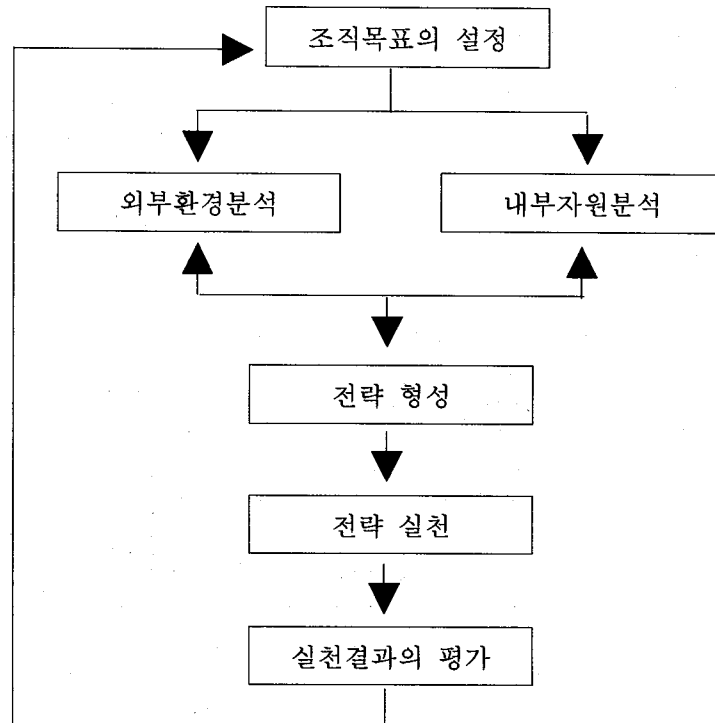 조직목표의 설정
외부환경분석
내부자원분석
전략 형성
전략 실천
실천결과의 평가